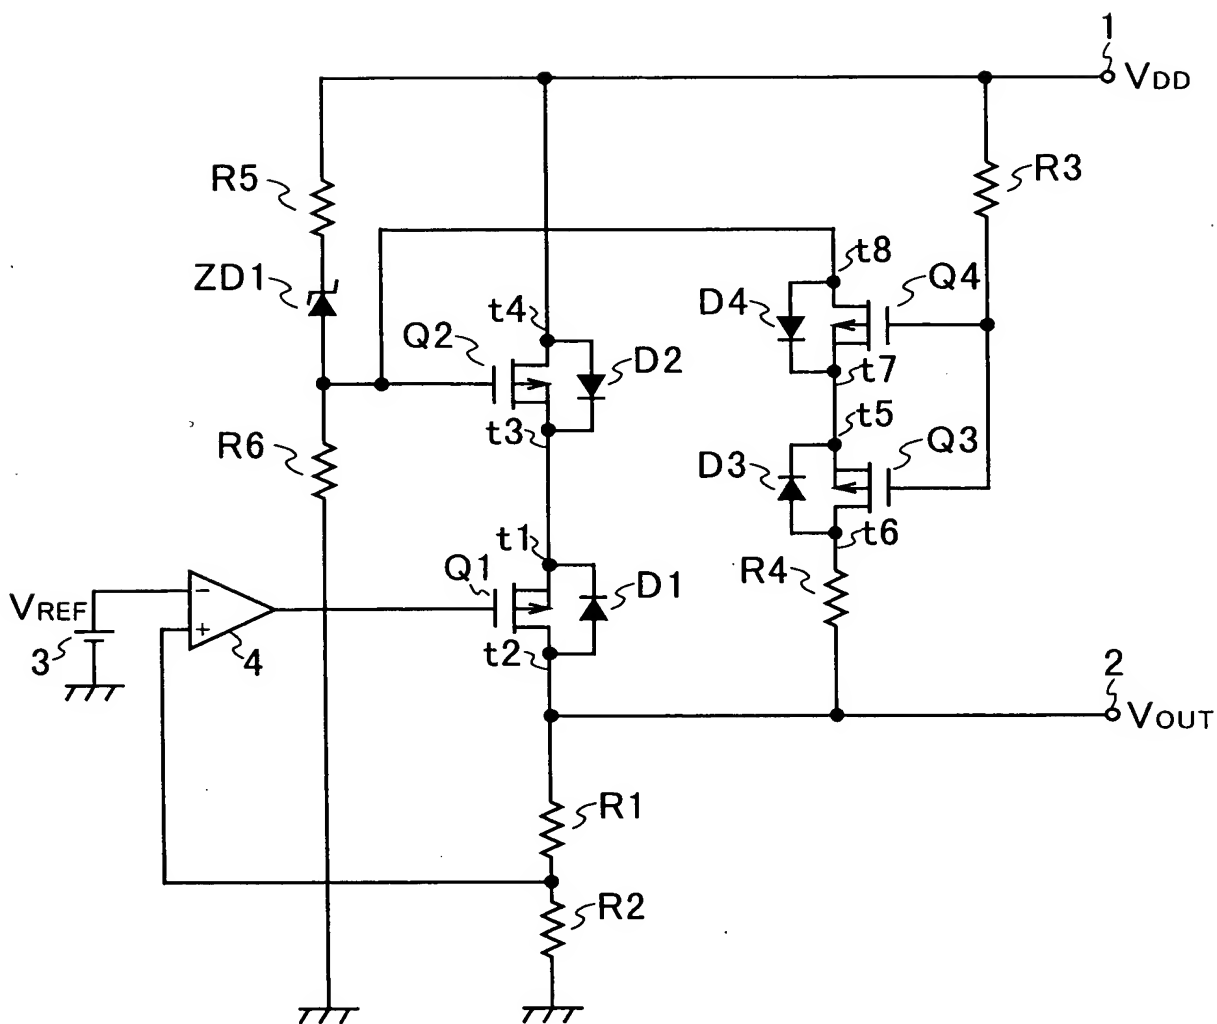 1
VDD
R5
R3
t8
ZD1
Q4
D4
t4
Q2
D2
t7
t5
t3
R6
Q3
D3
t1
t6
Q1
D1
R4
VREF
−
+
3
4
t2
2
VOUT
R1
R2